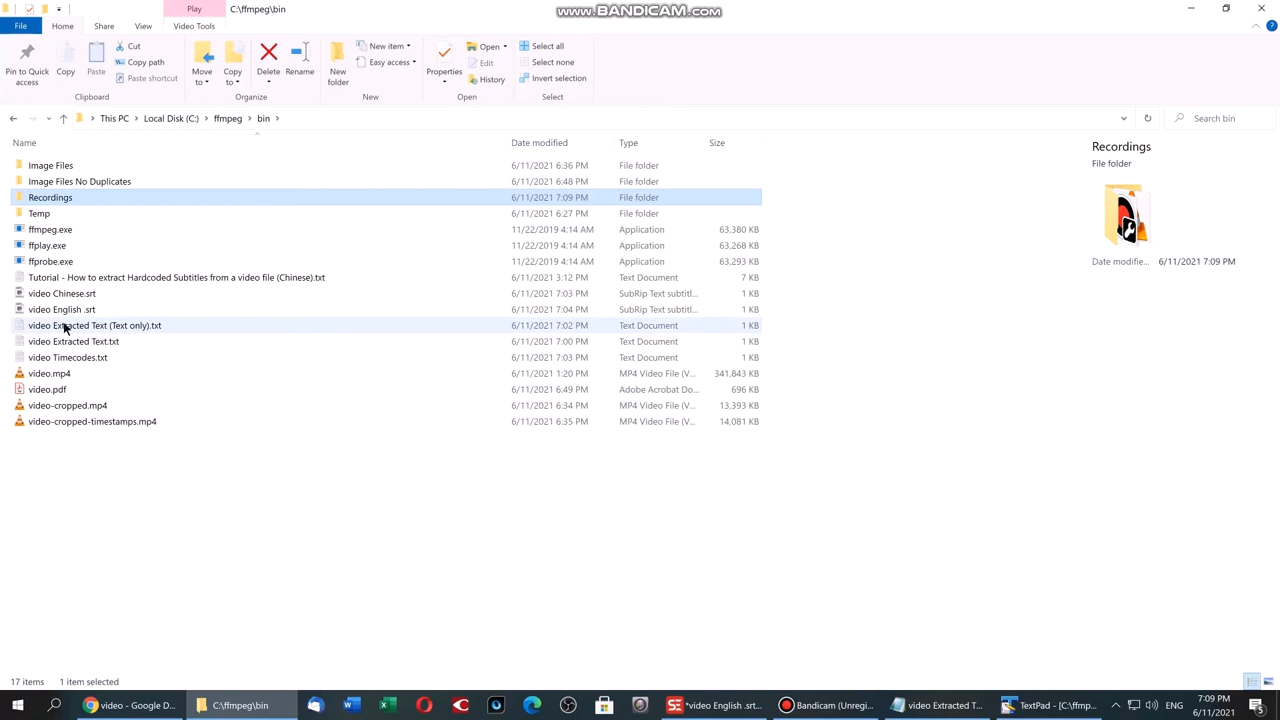 WWW.BANDICAM.COM
Play
C:\ffmpeg\bin
File
Home
Share
View
Video Tools
Pin to Quick access
Copy
Paste
Cut
Copy path
Paste shortcut
Clipboard
Move to
Copy to
Delete
Rename
Organize
New folder
New item
Easy access
New
Properties
Open
Edit
History
Open
Select all
Select none
Invert selection
Select
This PC > Local Disk (C:) > ffmpeg > bin >
Search bin
Name Date modified Type Size
Image Files 6/11/2021 6:36 PM File folder
Image Files No Duplicates 6/11/2021 6:48 PM File folder
Recordings 6/11/2021 7:09 PM File folder
Temp 6/11/2021 6:27 PM File folder
ffmpeg.exe 11/22/2019 4:14 AM Application 63,380 KB
ffplay.exe 11/22/2019 4:14 AM Application 63,268 KB
ffprobe.exe 11/22/2019 4:14 AM Application 63,293 KB
Tutorial - How to extract Hardcoded Subtitles from a video file (Chinese).txt 6/11/2021 3:12 PM Text Document 7 KB
video Chinese.srt 6/11/2021 7:03 PM SubRip Text subtitl... 1 KB
video English .srt 6/11/2021 7:04 PM SubRip Text subtitl... 1 KB
video Extracted Text (Text only).txt 6/11/2021 7:02 PM Text Document 1 KB
video Extracted Text.txt 6/11/2021 7:00 PM Text Document 1 KB
video Timecodes.txt 6/11/2021 7:03 PM Text Document 1 KB
video.mp4 6/11/2021 1:20 PM MP4 Video File (V... 341,843 KB
video.pdf 6/11/2021 6:49 PM Adobe Acrobat Do... 696 KB
video-cropped.mp4 6/11/2021 6:34 PM MP4 Video File (V... 13,393 KB
video-cropped-timestamps.mp4 6/11/2021 6:35 PM MP4 Video File (V... 14,081 KB
Recordings
File folder
Date modifie... 6/11/2021 7:09 PM
17 items 1 item selected
video - Google D...
C:\ffmpeg\bin
*video English .srt...
Bandicam (Unreg...
video Extracted T...
TextPad - [C:\ffmp...
ENG
7:09 PM
6/11/2021